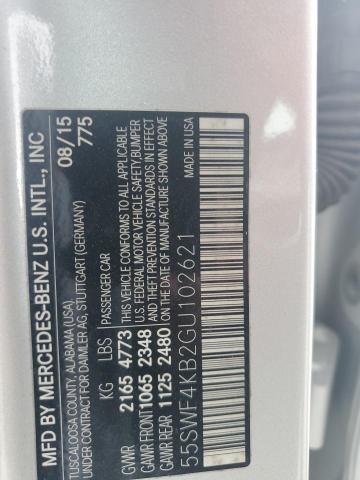 MFD BY MERCEDES-BENZ U.S. INTL., INC
TUSCALOOSA COUNTY, ALABAMA (USA) 08/15
UNDER CONTRACT FOR DAIMLER AG, STUTTGART (GERMANY) 775
KG LBS PASSENGER CAR
GVWR 2165 4773 THIS VEHICLE CONFORMS TO ALL APPLICABLE
GAWR FRONT 1065 2348 U.S. FEDERAL MOTOR VEHICLE SAFETY, BUMPER
GAWR REAR 1125 2480 AND THEFT PREVENTION STANDARDS IN EFFECT
ON THE DATE OF MANUFACTURE SHOWN ABOVE
55SWF4KB2GU102621